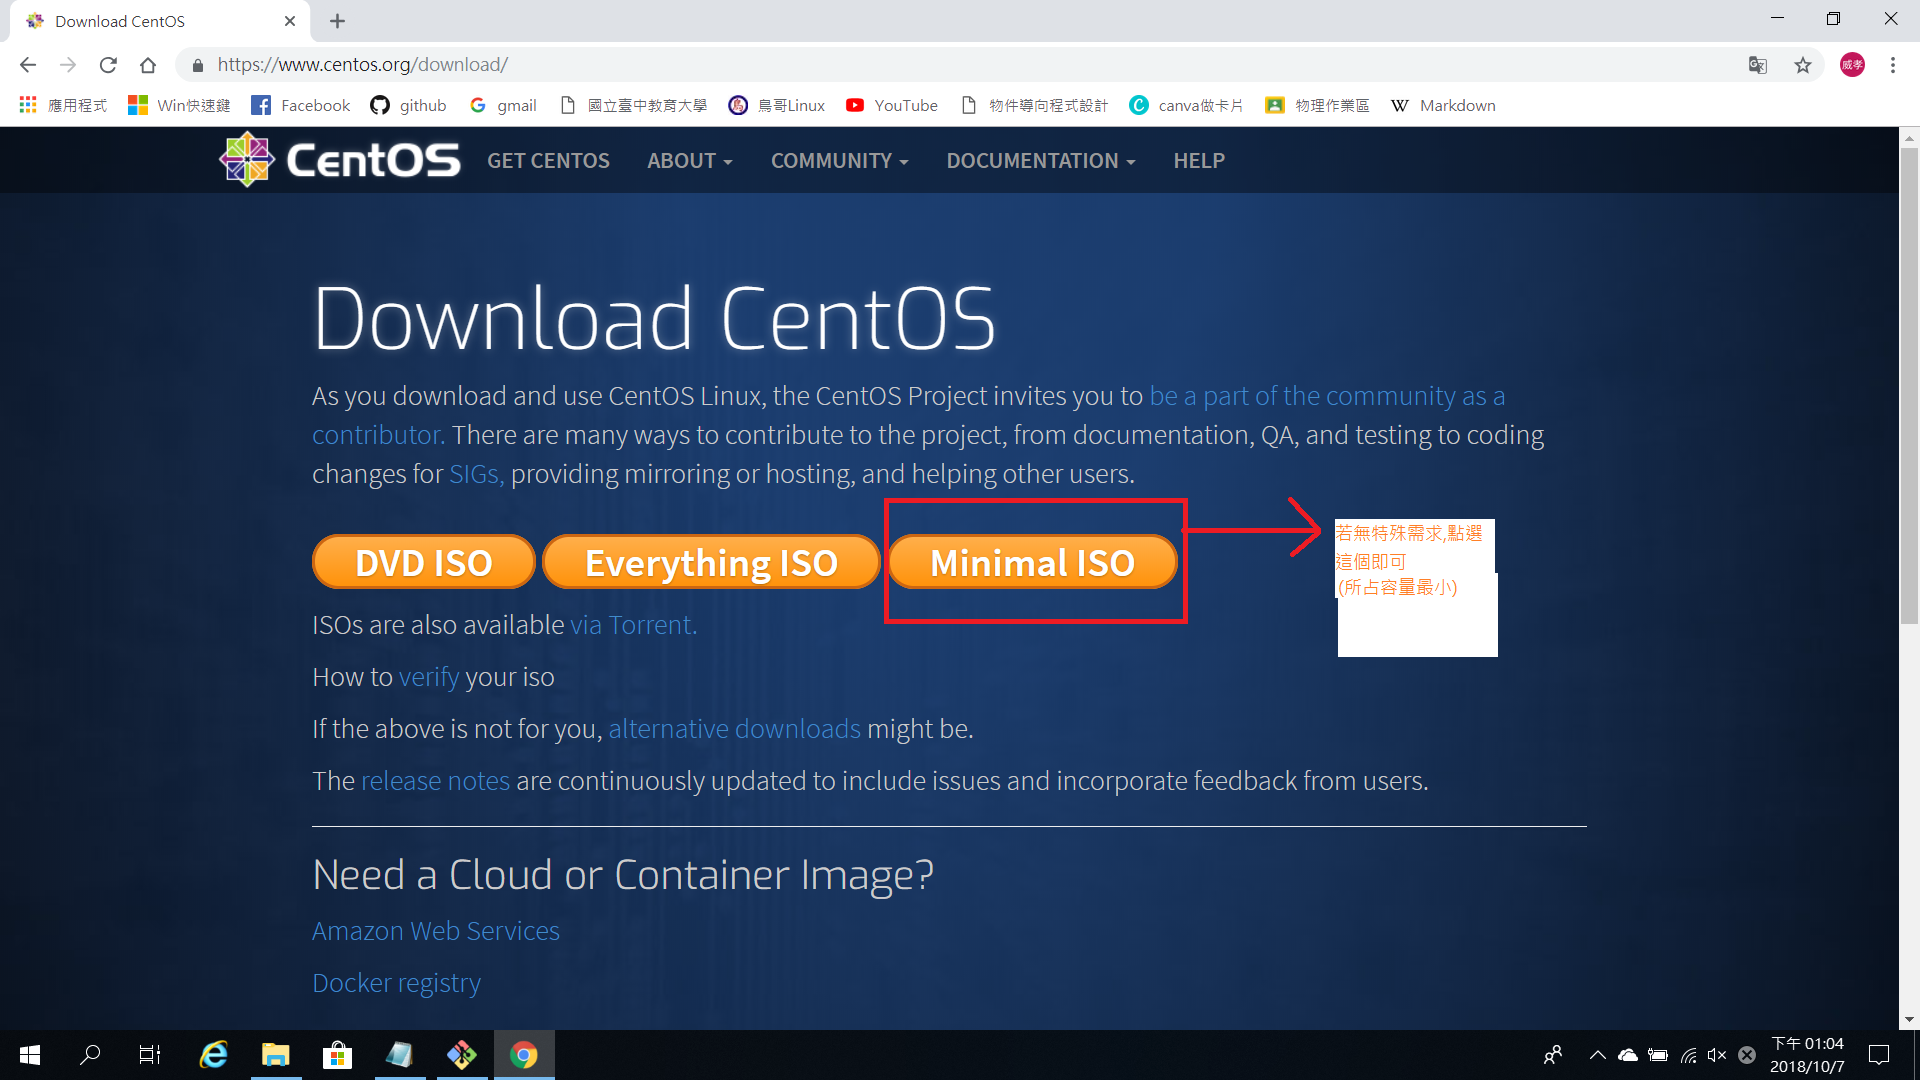 Download CentOS
https://www.centos.org/download/
威孝
應用程式 Win快速鍵 Facebook github gmail 國立臺中教育大學 鳥哥Linux YouTube 物件導向程式設計 canva做卡片 物理作業區 Markdown
CentOS GET CENTOS ABOUT COMMUNITY DOCUMENTATION HELP
Download CentOS
As you download and use CentOS Linux, the CentOS Project invites you to be a part of the community as a
contributor. There are many ways to contribute to the project, from documentation, QA, and testing to coding
changes for SIGs, providing mirroring or hosting, and helping other users.
DVD ISO Everything ISO Minimal ISO
若無特殊需求,點選
這個即可
(所占容量最小)
ISOs are also available via Torrent.
How to verify your iso
If the above is not for you, alternative downloads might be.
The release notes are continuously updated to include issues and incorporate feedback from users.
Need a Cloud or Container Image?
Amazon Web Services
Docker registry
下午 01:04
2018/10/7